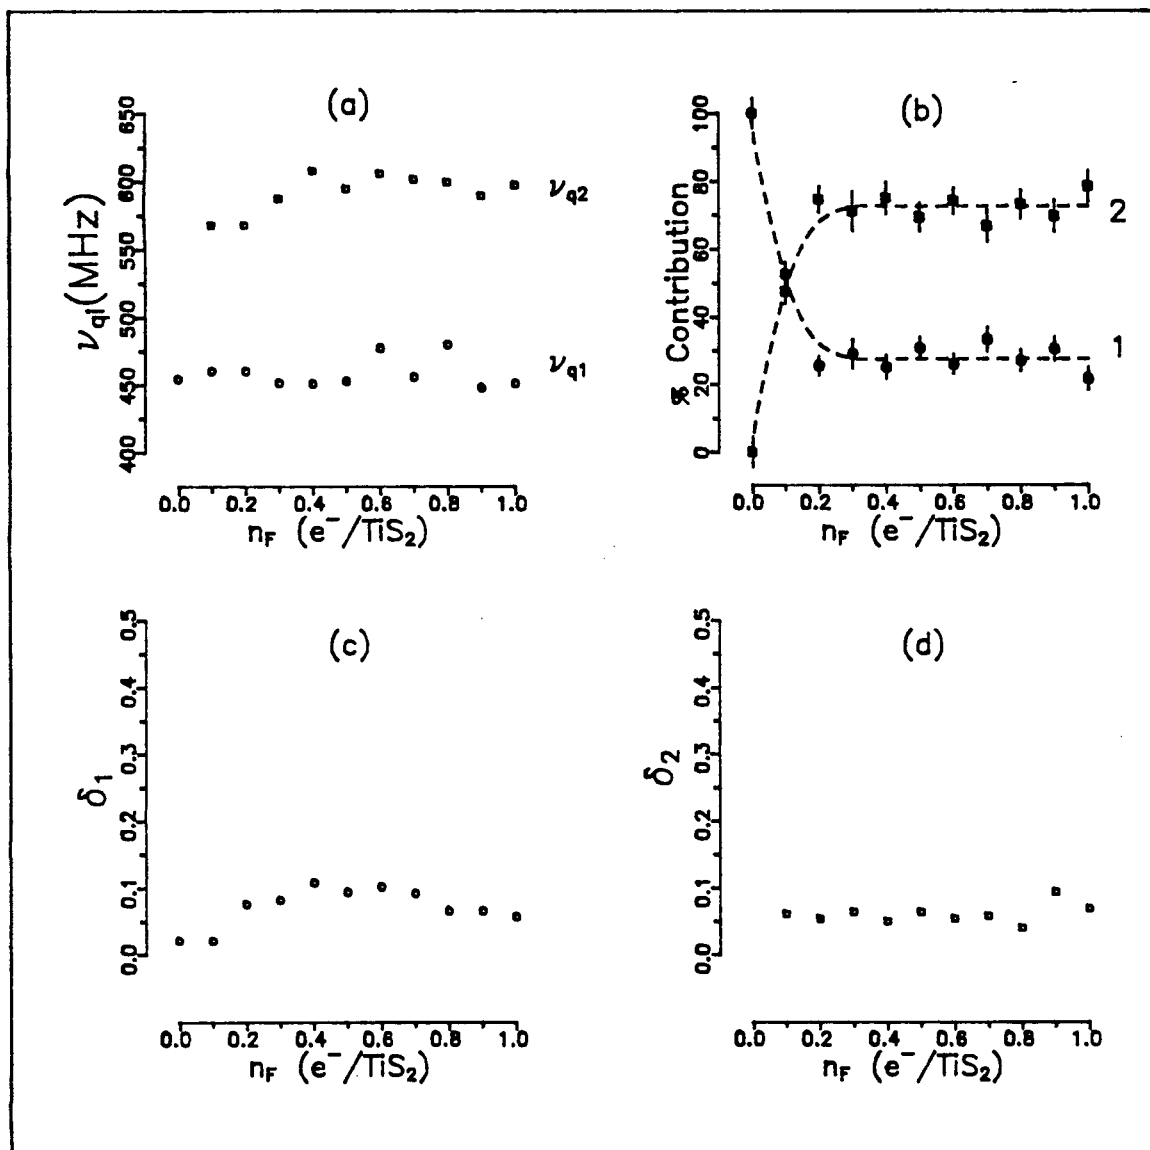 (a)
650
600
550
500
450
400
ν_qi(MHz)
ν_q2
ν_q1
0.0 0.2 0.4 0.6 0.8 1.0
n_F (e⁻/TiS₂)
(b)
100
80
60
40
20
0
% Contribution
2
1
0.0 0.2 0.4 0.6 0.8 1.0
n_F (e⁻/TiS₂)
(c)
0.5
0.4
0.3
0.2
0.1
0.0
δ₁
0.0 0.2 0.4 0.6 0.8 1.0
n_F (e⁻/TiS₂)
(d)
0.5
0.4
0.3
0.2
0.1
0.0
δ₂
0.0 0.2 0.4 0.6 0.8 1.0
n_F (e⁻/TiS₂)